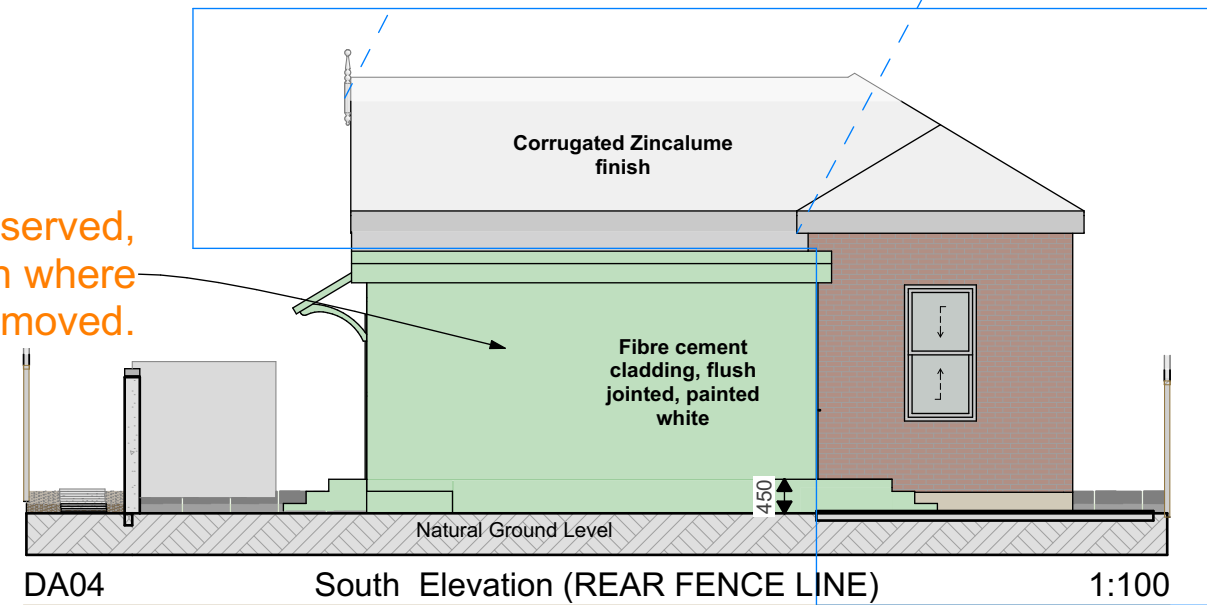 Corrugated Zincalume
finish
served,
where
moved.
Fibre cement
cladding, flush
jointed, painted
white
450
Natural Ground Level
DA04 South Elevation (REAR FENCE LINE) 1:100